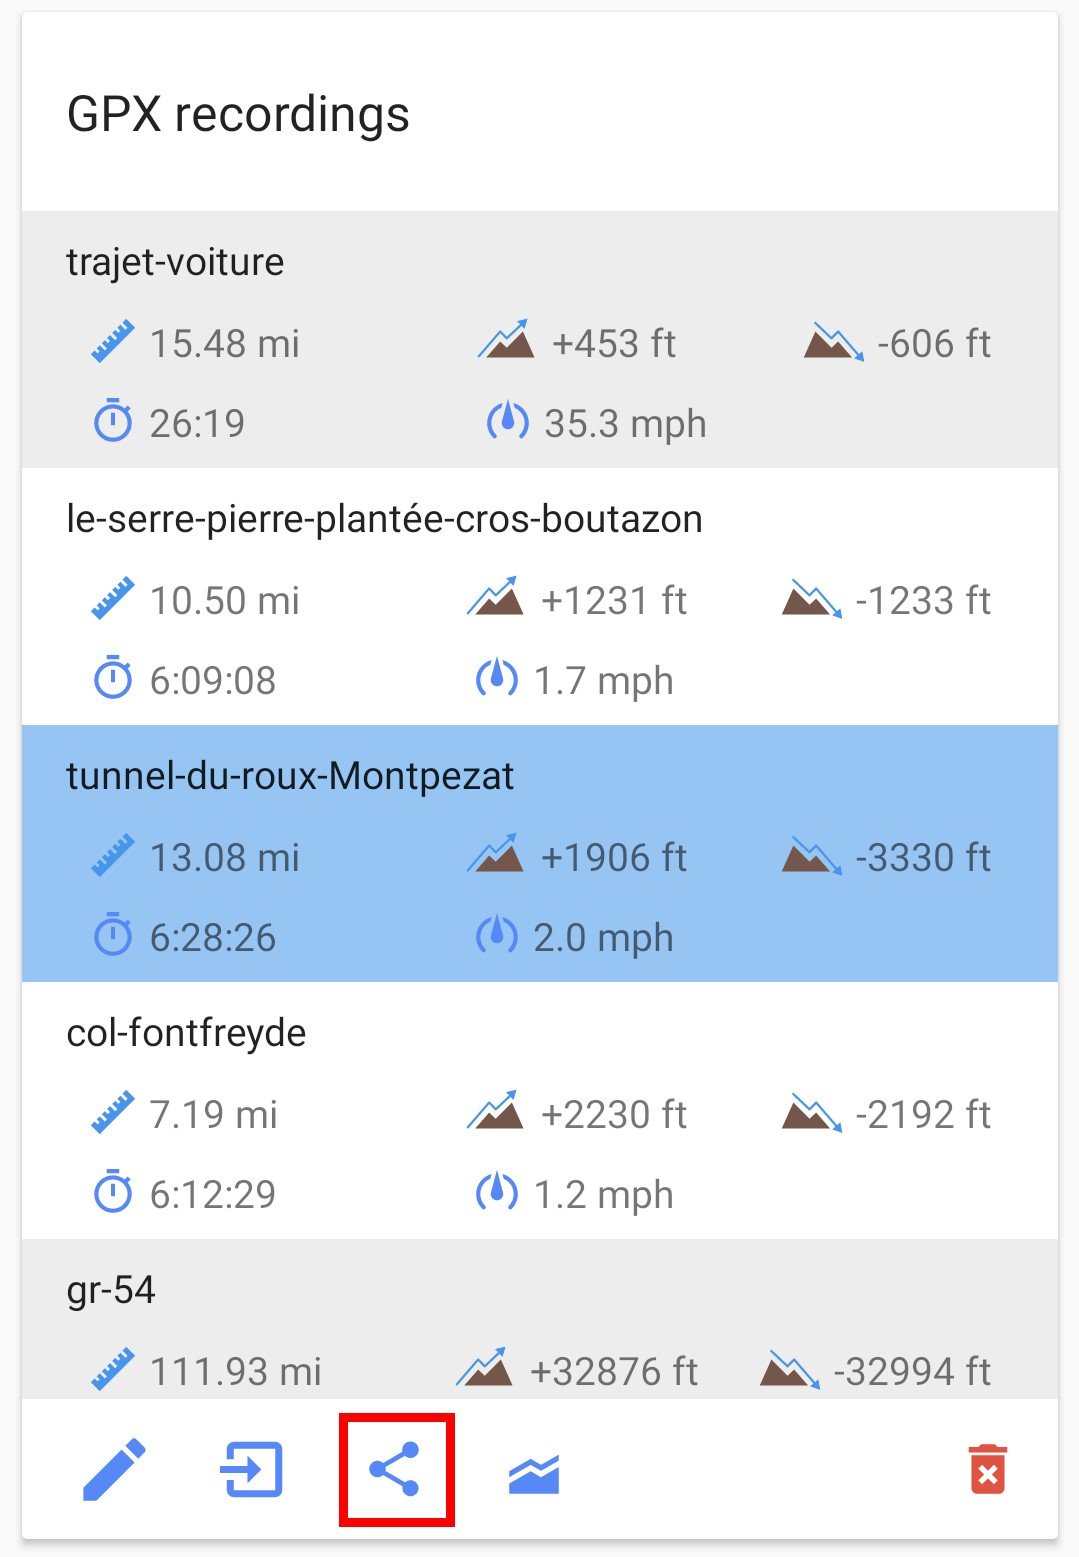 GPX recordings
trajet-voiture
15.48 mi +453 ft -606 ft
26:19 35.3 mph
le-serre-pierre-plantée-cros-boutazon
10.50 mi +1231 ft -1233 ft
6:09:08 1.7 mph
tunnel-du-roux-Montpezat
13.08 mi +1906 ft -3330 ft
6:28:26 2.0 mph
col-fontfreyde
7.19 mi +2230 ft -2192 ft
6:12:29 1.2 mph
gr-54
111.93 mi +32876 ft -32994 ft